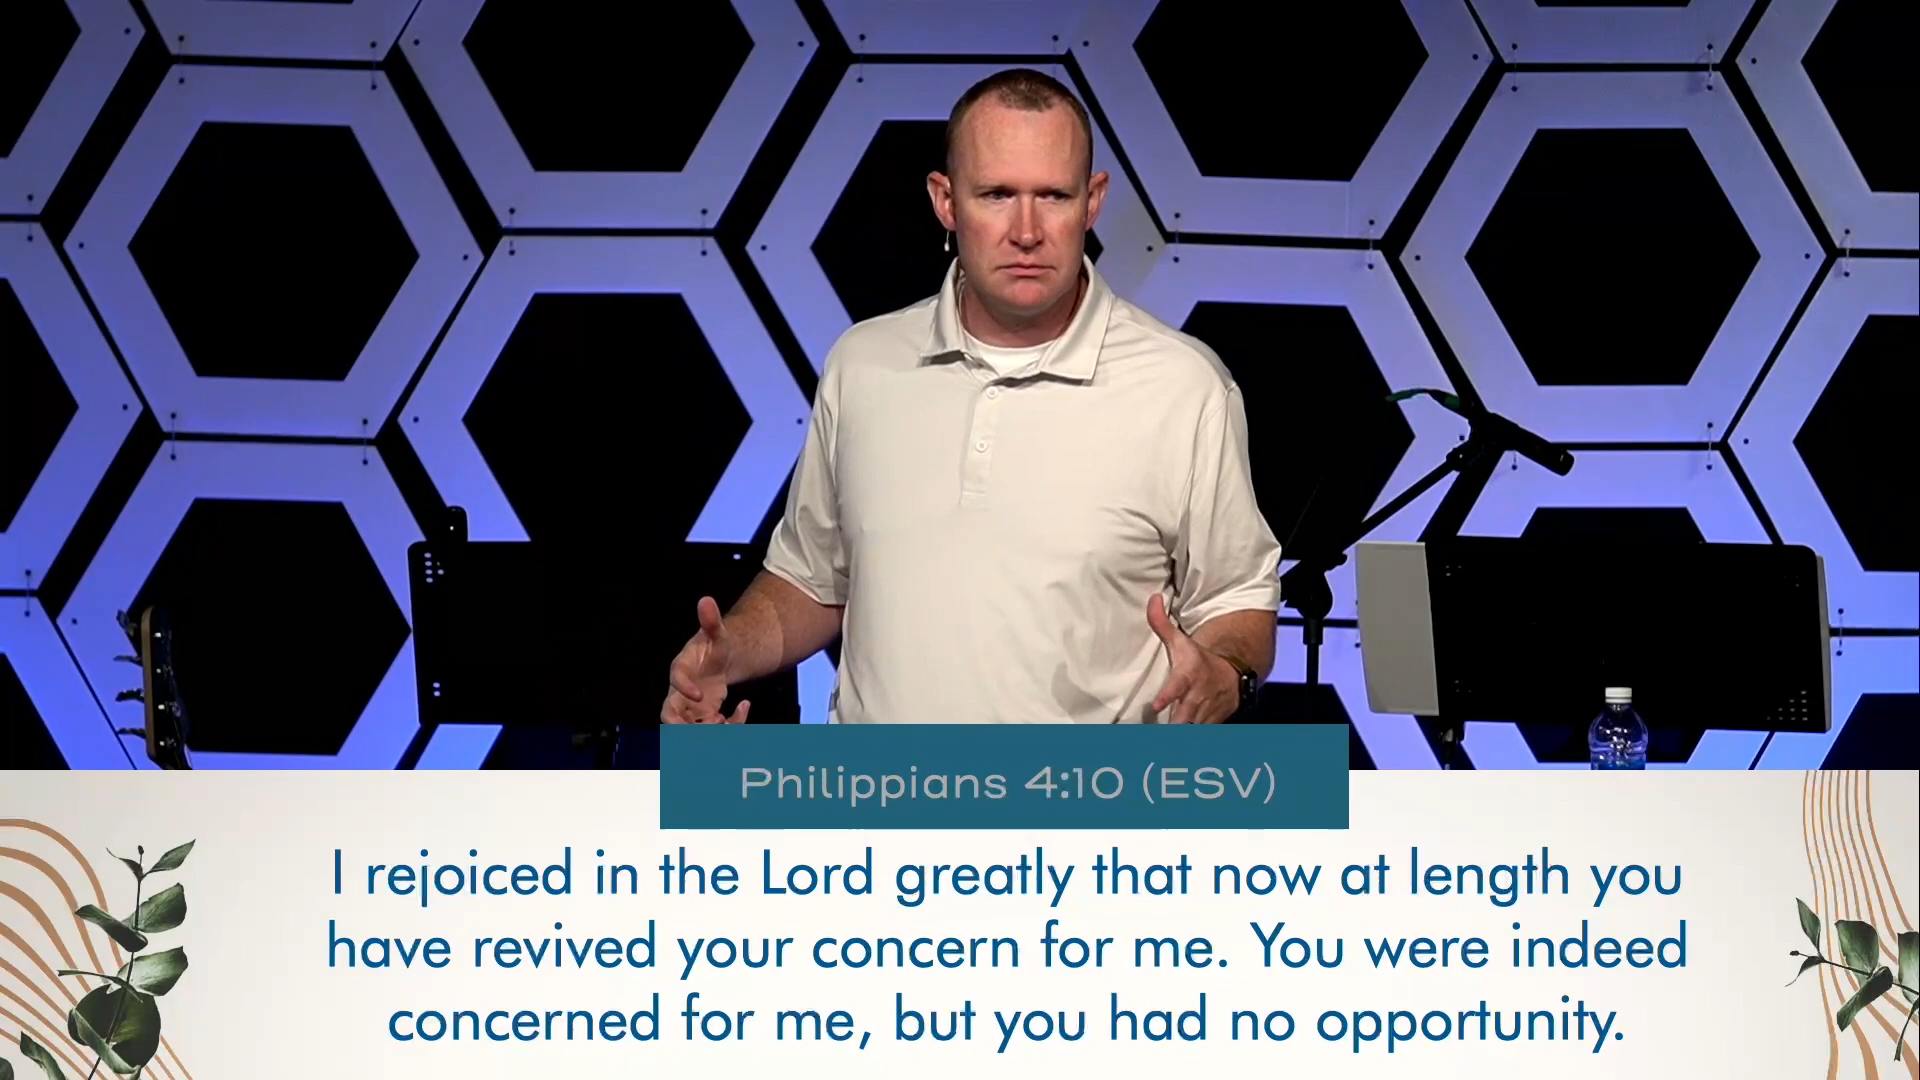 Philippians 4:10 (ESV)
I rejoiced in the Lord greatly that now at length you
have revived your concern for me. You were indeed
concerned for me, but you had no opportunity.